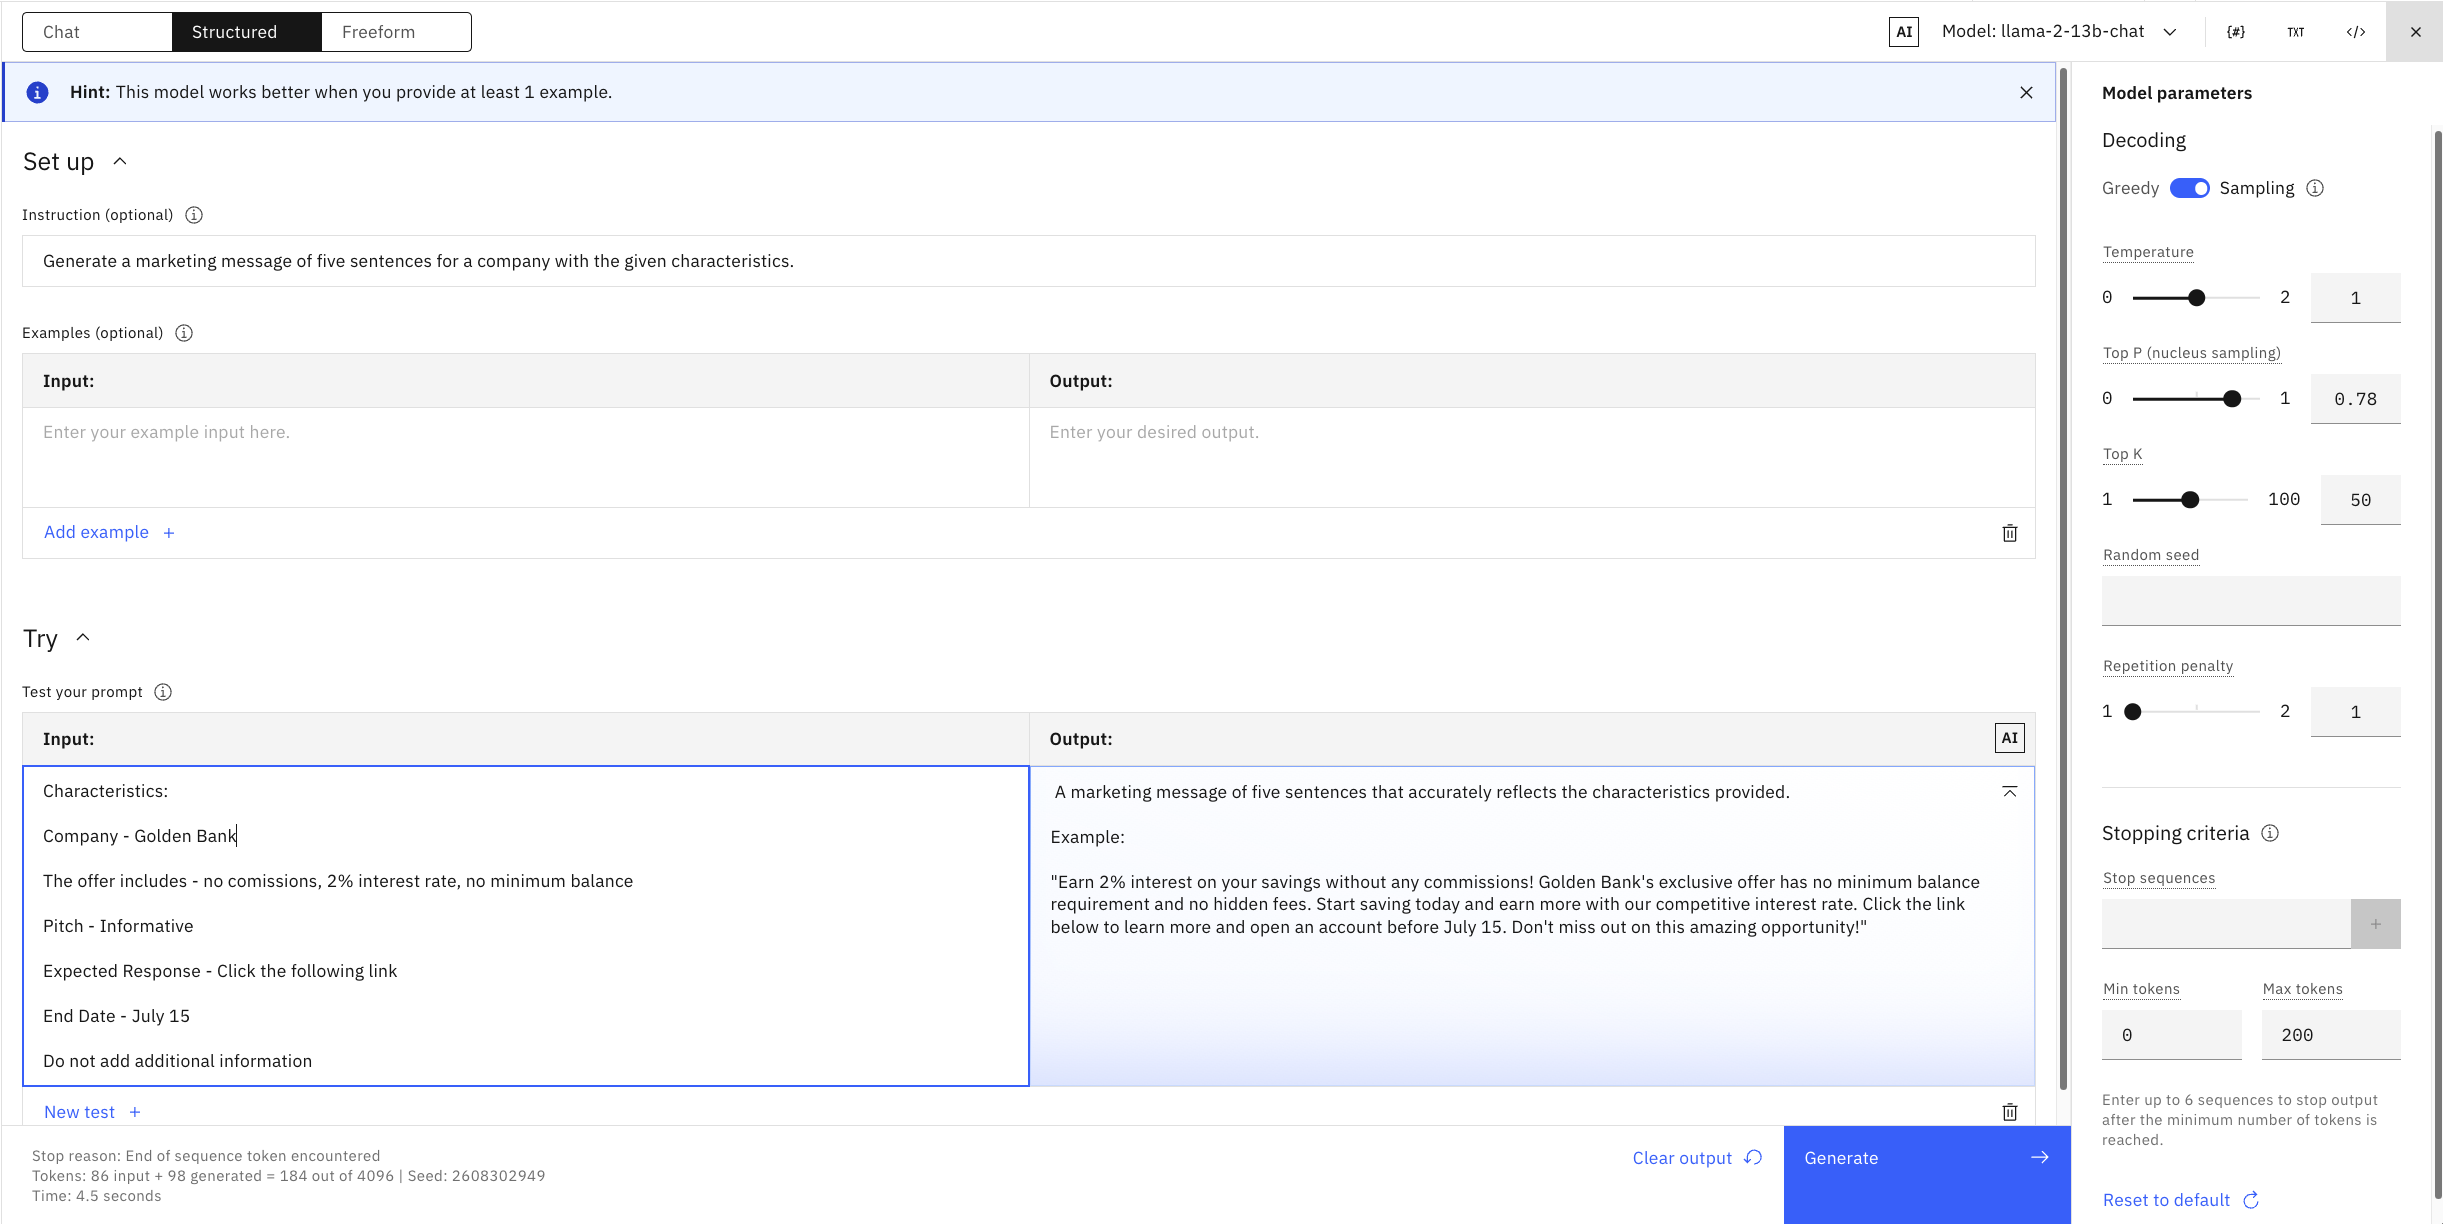 Chat
Structured
Freeform
AI
Model: llama-2-13b-chat
{#}
TXT
</>
Hint: This model works better when you provide at least 1 example.
Set up
Instruction (optional)
Generate a marketing message of five sentences for a company with the given characteristics.
Examples (optional)
Input:
Output:
Enter your example input here.
Enter your desired output.
Add example +
Try
Test your prompt
Input:
Output:
AI
Characteristics:
Company - Golden Bank
The offer includes - no comissions, 2% interest rate, no minimum balance
Pitch - Informative
Expected Response - Click the following link
End Date - July 15
Do not add additional information
A marketing message of five sentences that accurately reflects the characteristics provided.
Example:
"Earn 2% interest on your savings without any commissions! Golden Bank's exclusive offer has no minimum balance
requirement and no hidden fees. Start saving today and earn more with our competitive interest rate. Click the link
below to learn more and open an account before July 15. Don't miss out on this amazing opportunity!"
New test +
Stop reason: End of sequence token encountered
Tokens: 86 input + 98 generated = 184 out of 4096 | Seed: 2608302949
Time: 4.5 seconds
Clear output
Generate
Model parameters
Decoding
Greedy
Sampling
Temperature
0 2 1
Top P (nucleus sampling)
0 1 0.78
Top K
1 100 50
Random seed
Repetition penalty
1 2 1
Stopping criteria
Stop sequences
+
Min tokens
Max tokens
0
200
Enter up to 6 sequences to stop output
after the minimum number of tokens is
reached.
Reset to default